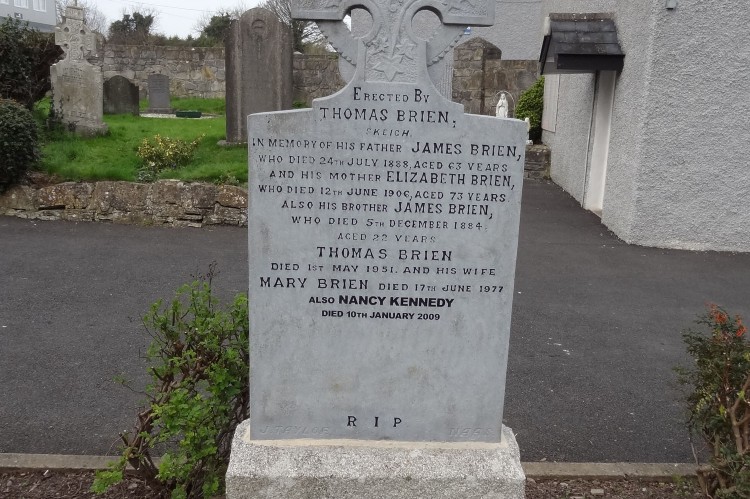 ERECTED BY
THOMAS BRIEN,
SKEIGH,
IN MEMORY OF HIS FATHER JAMES BRIEN,
WHO DIED 24TH JULY 1888, AGED 63 YEARS
AND HIS MOTHER ELIZABETH BRIEN,
WHO DIED 12TH JUNE 1906, AGED 73 YEARS
ALSO HIS BROTHER JAMES BRIEN,
WHO DIED 5TH DECEMBER 1884.
AGED 22 YEARS
THOMAS BRIEN
DIED 1ST MAY 1951. AND HIS WIFE
MARY BRIEN DIED 17TH JUNE 1977
ALSO NANCY KENNEDY
DIED 10TH JANUARY 2009
R I P